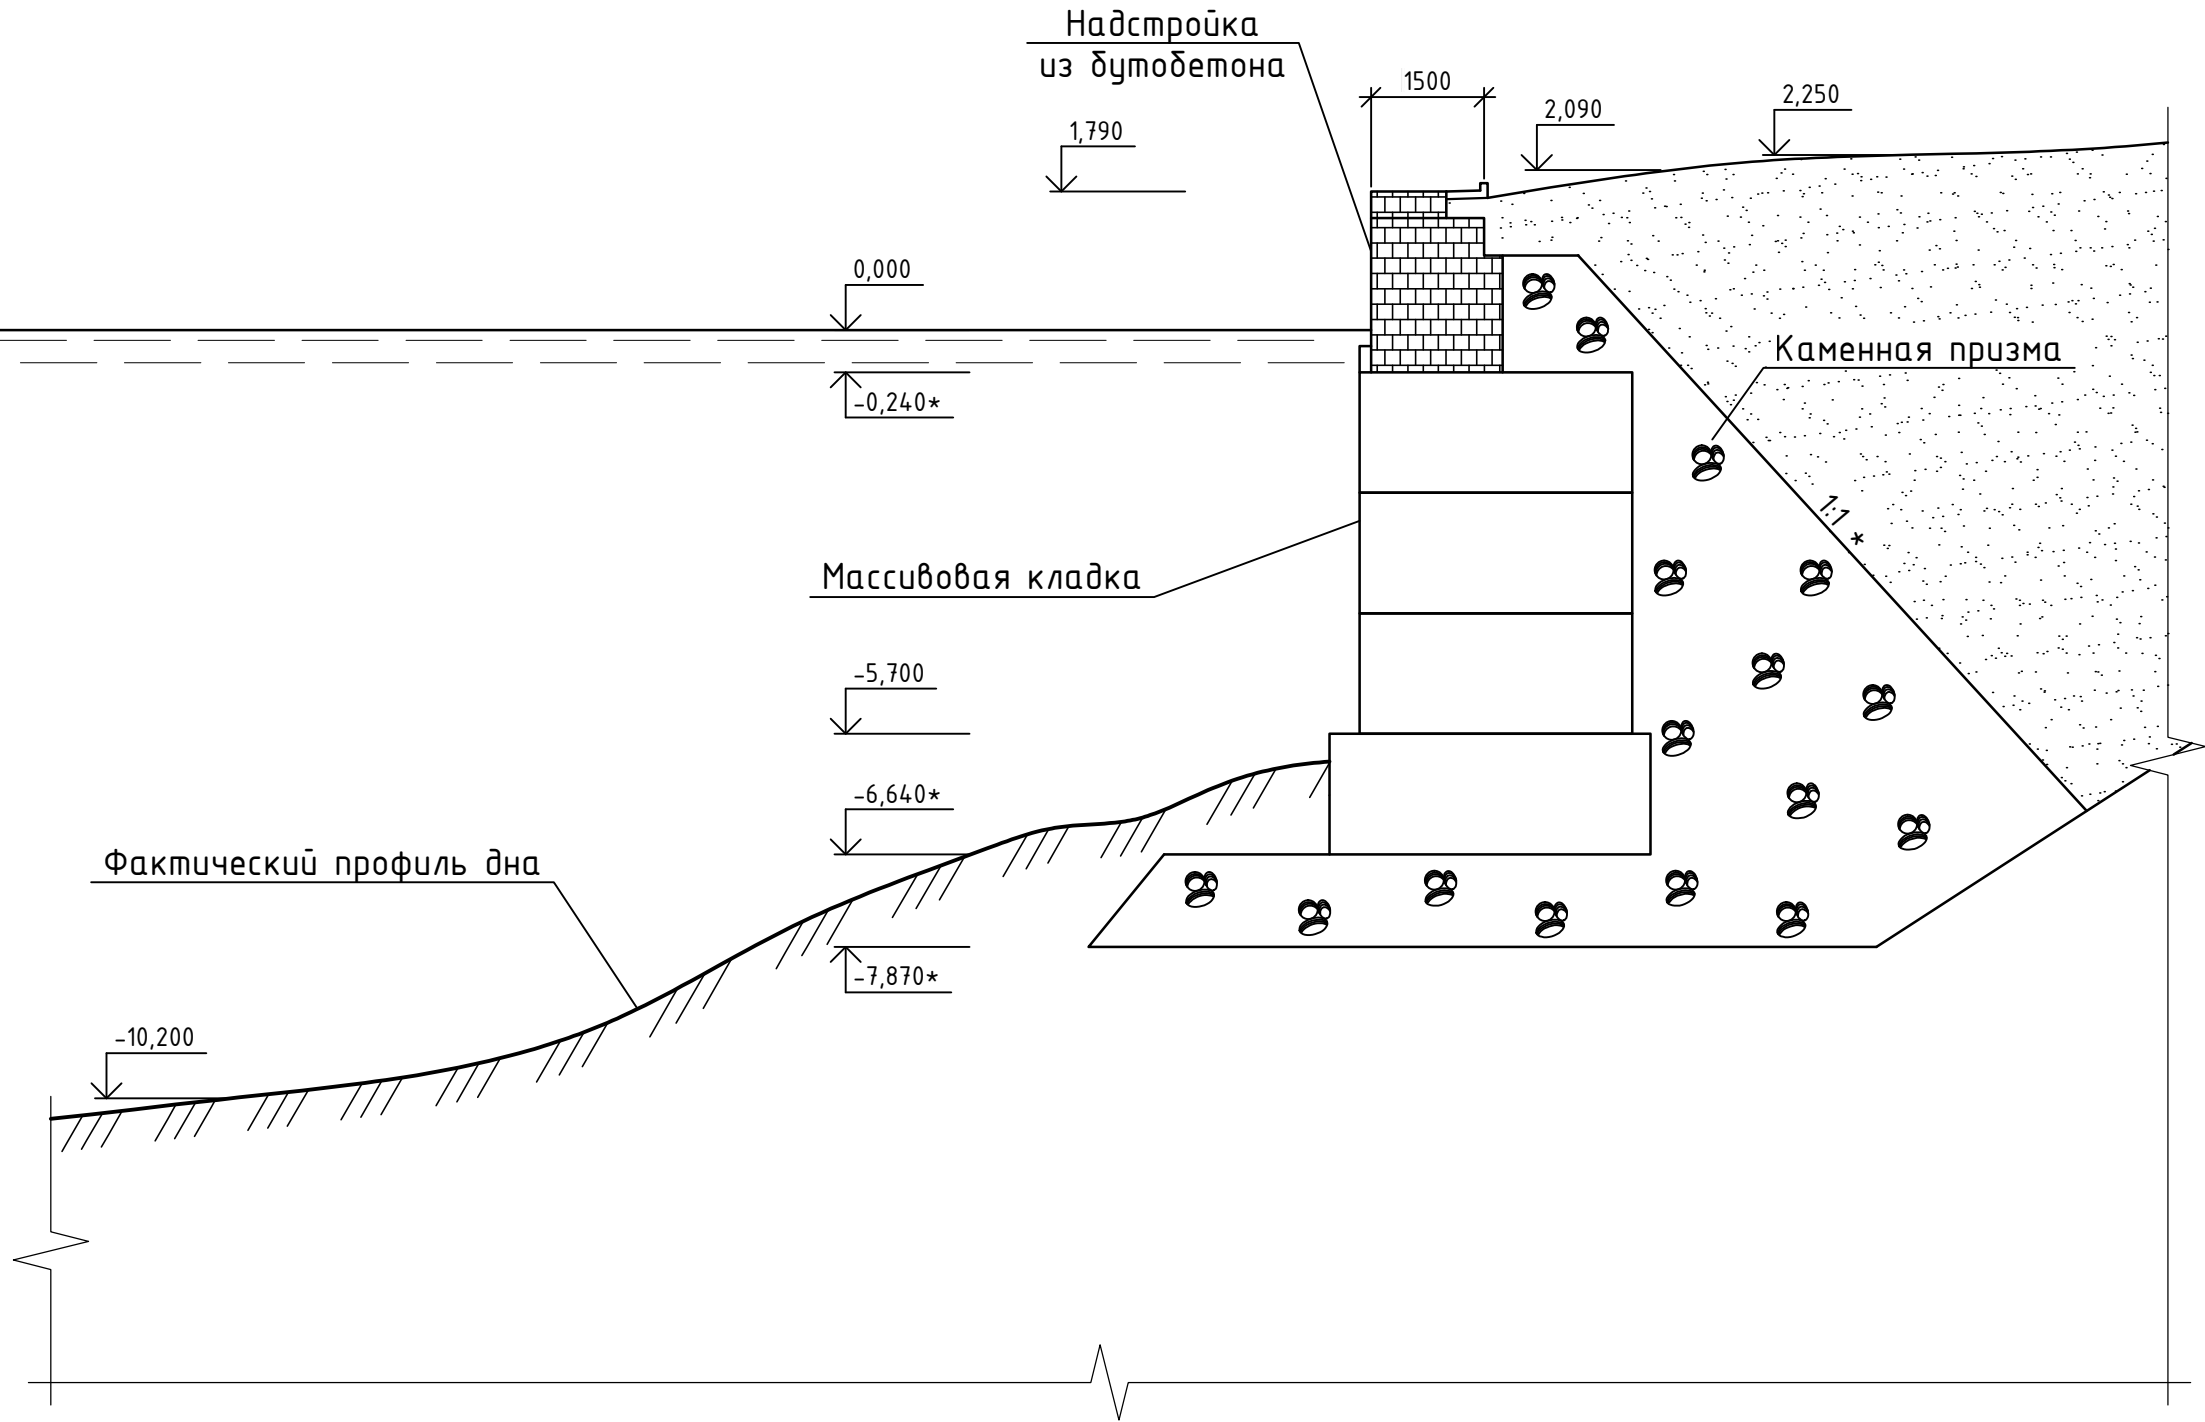 Надстройка
из бутобетона
1500
2,090
2,250
1,790
0,000
-0,240*
Каменная призма
1:1 *
Массивовая кладка
-5,700
-6,640*
Фактический профиль дна
-7,870*
-10,200